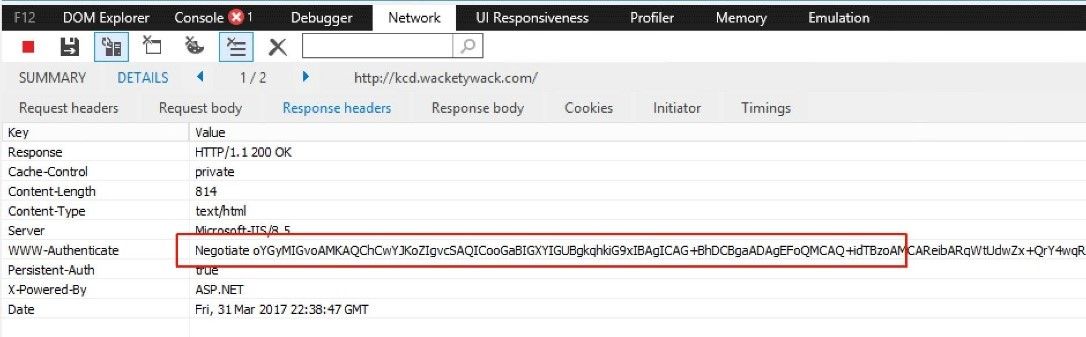 F12 DOM Explorer Console 1 Debugger Network UI Responsiveness Profiler Memory Emulation
SUMMARY DETAILS 1 / 2 http://kcd.wacketywack.com/
Request headers Request body Response headers Response body Cookies Initiator Timings
Key Value
Response HTTP/1.1 200 OK
Cache-Control private
Content-Length 814
Content-Type text/html
Server Microsoft-IIS/8.5
WWW-Authenticate Negotiate oYGyMIGvoAMKAQChCwYJKoZIgvcSAQICooGaBIGXYIGUBgkqhkiG9xIBAgICAG+BhDCBgaADAgEFoQMCAQ+idTBzoAMCAReibARqWtUdwZx+QrY4wqR
Persistent-Auth true
X-Powered-By ASP.NET
Date Fri, 31 Mar 2017 22:38:47 GMT